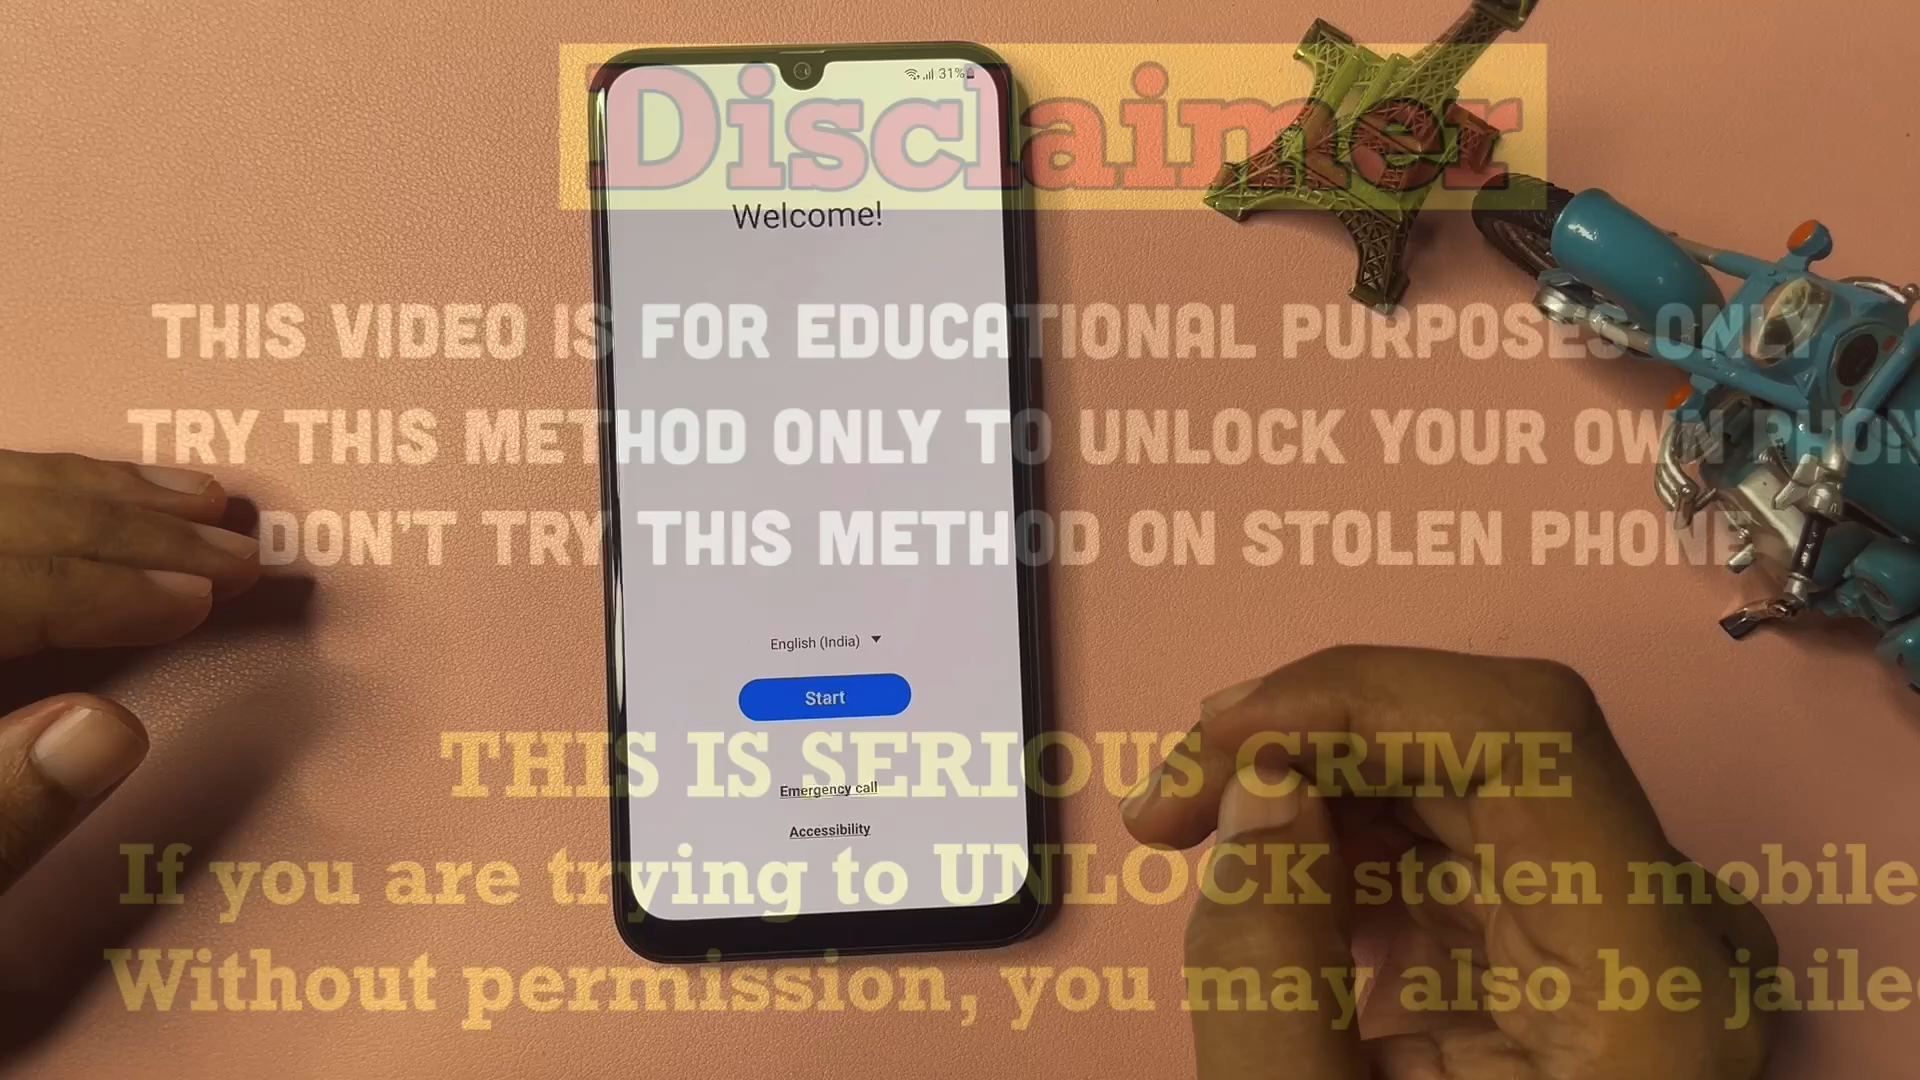 31%
Disclaimer
Welcome!
THIS VIDEO IS FOR EDUCATIONAL PURPOSES ONLY
TRY THIS METHOD ONLY TO UNLOCK YOUR OWN PHON
DON'T TRY THIS METHOD ON STOLEN PHONE
English (India)
Start
THIS IS SERIOUS CRIME
Emergency call
Accessibility
If you are trying to UNLOCK stolen mobile
Without permission, you may also be jailed